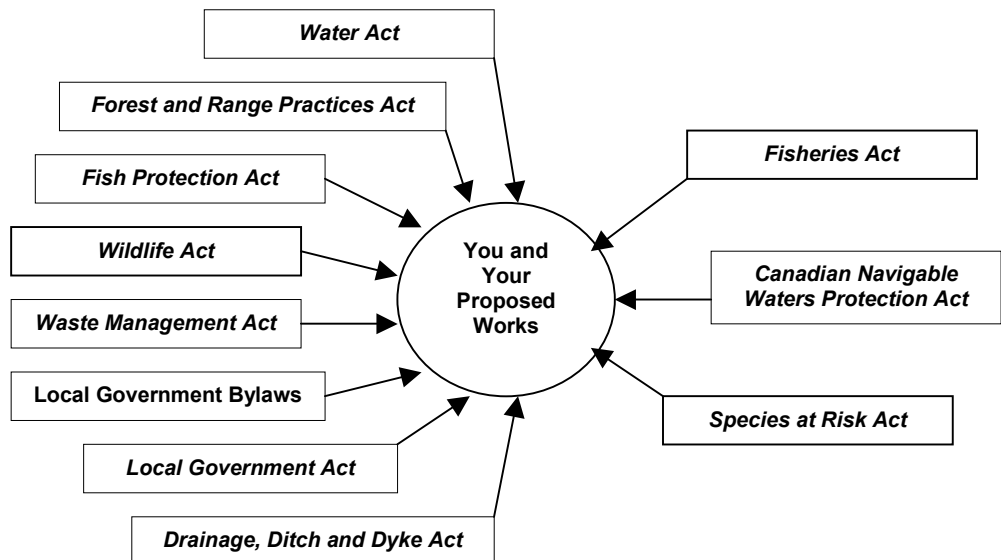 Water Act
Forest and Range Practices Act
Fish Protection Act
Wildlife Act
Waste Management Act
Local Government Bylaws
Local Government Act
Drainage, Ditch and Dyke Act
You and
Your
Proposed
Works
Fisheries Act
Canadian Navigable
Waters Protection Act
Species at Risk Act